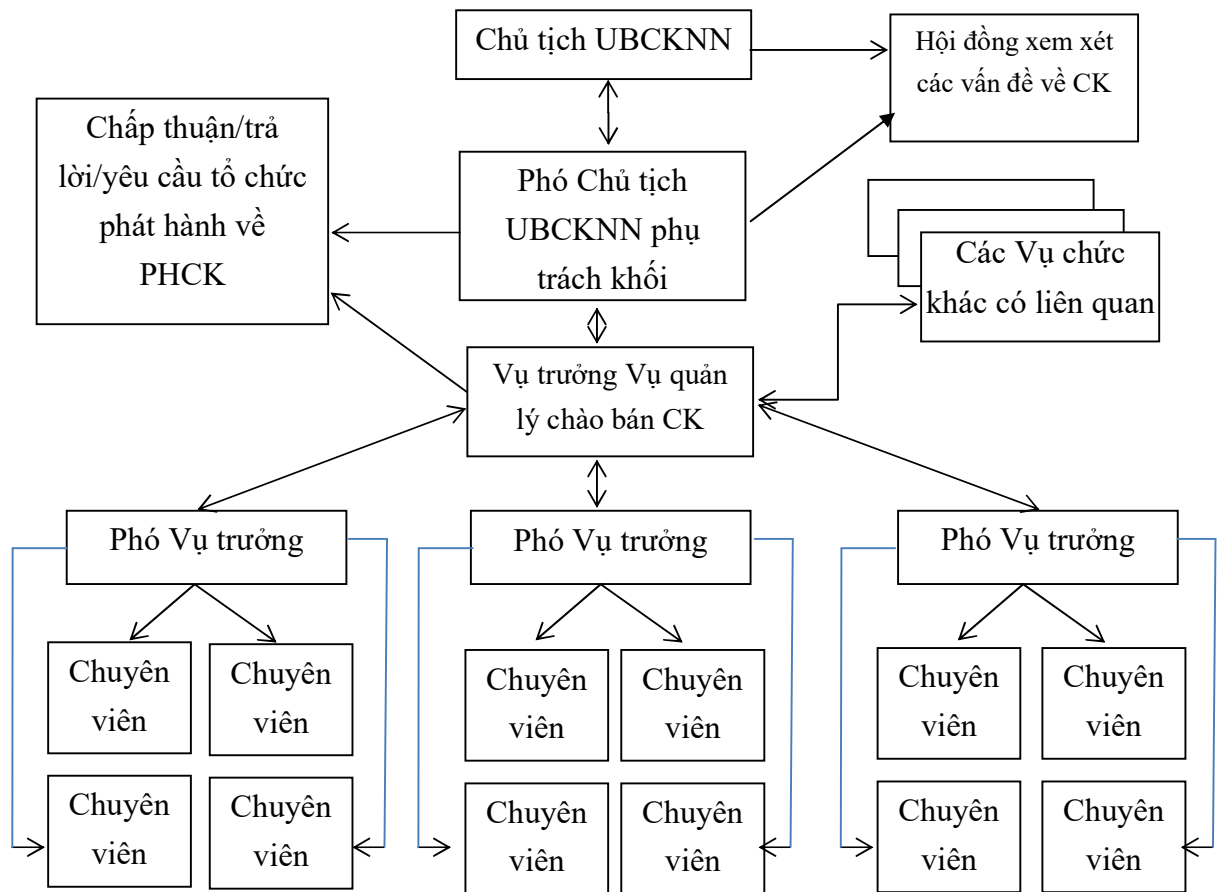 Chủ tịch UBCKNN
Hội đồng xem xét
các vấn đề về CK
Chấp thuận/trả
lời/yêu cầu tổ chức
phát hành về
PHCK
Phó Chủ tịch
UBCKNN phụ
trách khối
Các Vụ chức
khác có liên quan
Vụ trưởng Vụ quản
lý chào bán CK
Phó Vụ trưởng
Phó Vụ trưởng
Phó Vụ trưởng
Chuyên
viên
Chuyên
viên
Chuyên
viên
Chuyên
viên
Chuyên
viên
Chuyên
viên
Chuyên
viên
Chuyên
viên
Chuyên
viên
Chuyên
viên
Chuyên
viên
Chuyên
viên